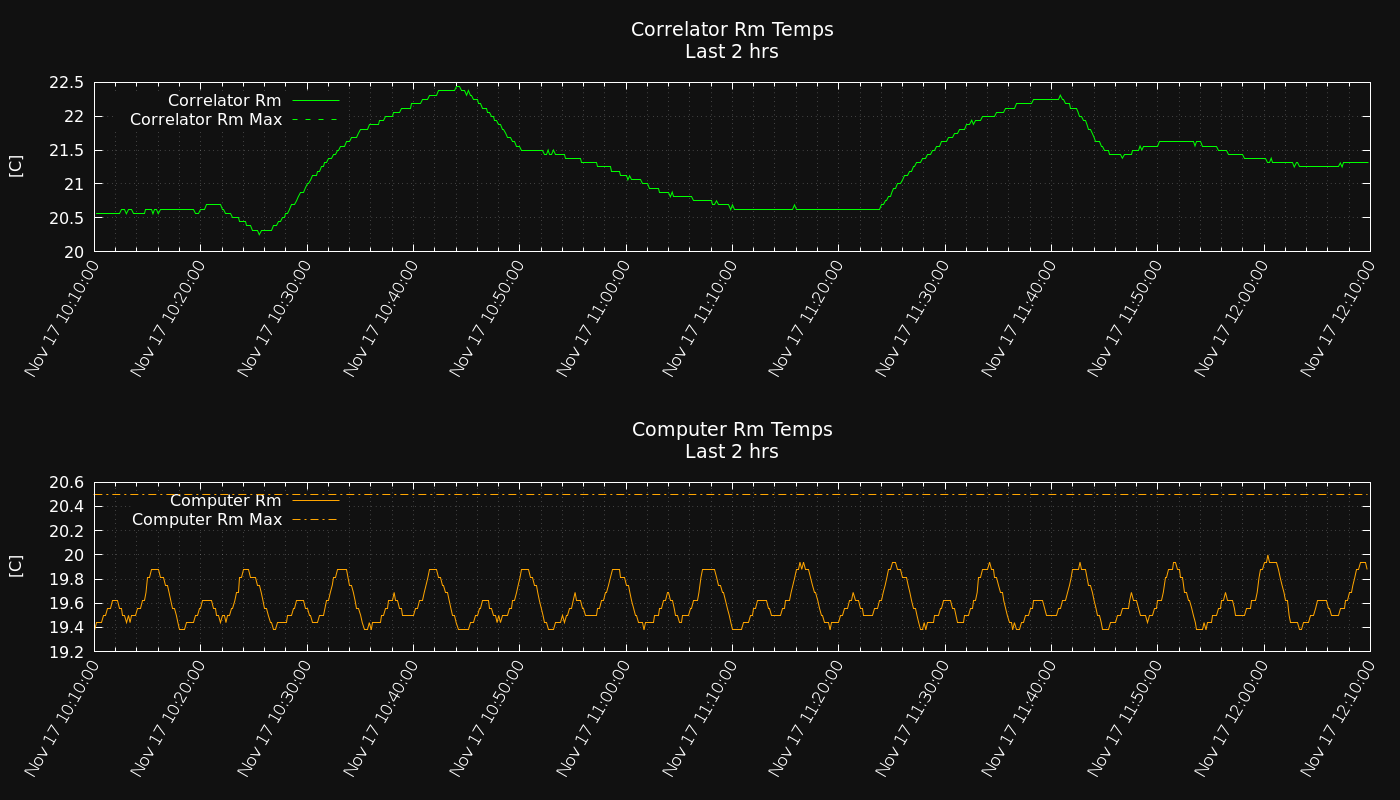 Correlator Rm Temps
Last 2 hrs
22.5
22
21.5
21
20.5
20
[C]
Correlator Rm
Correlator Rm Max
Nov 17 10:10:00
Nov 17 10:20:00
Nov 17 10:30:00
Nov 17 10:40:00
Nov 17 10:50:00
Nov 17 11:00:00
Nov 17 11:10:00
Nov 17 11:20:00
Nov 17 11:30:00
Nov 17 11:40:00
Nov 17 11:50:00
Nov 17 12:00:00
Nov 17 12:10:00
Computer Rm Temps
Last 2 hrs
20.6
20.4
20.2
20
19.8
19.6
19.4
19.2
[C]
Computer Rm
Computer Rm Max
Nov 17 10:10:00
Nov 17 10:20:00
Nov 17 10:30:00
Nov 17 10:40:00
Nov 17 10:50:00
Nov 17 11:00:00
Nov 17 11:10:00
Nov 17 11:20:00
Nov 17 11:30:00
Nov 17 11:40:00
Nov 17 11:50:00
Nov 17 12:00:00
Nov 17 12:10:00